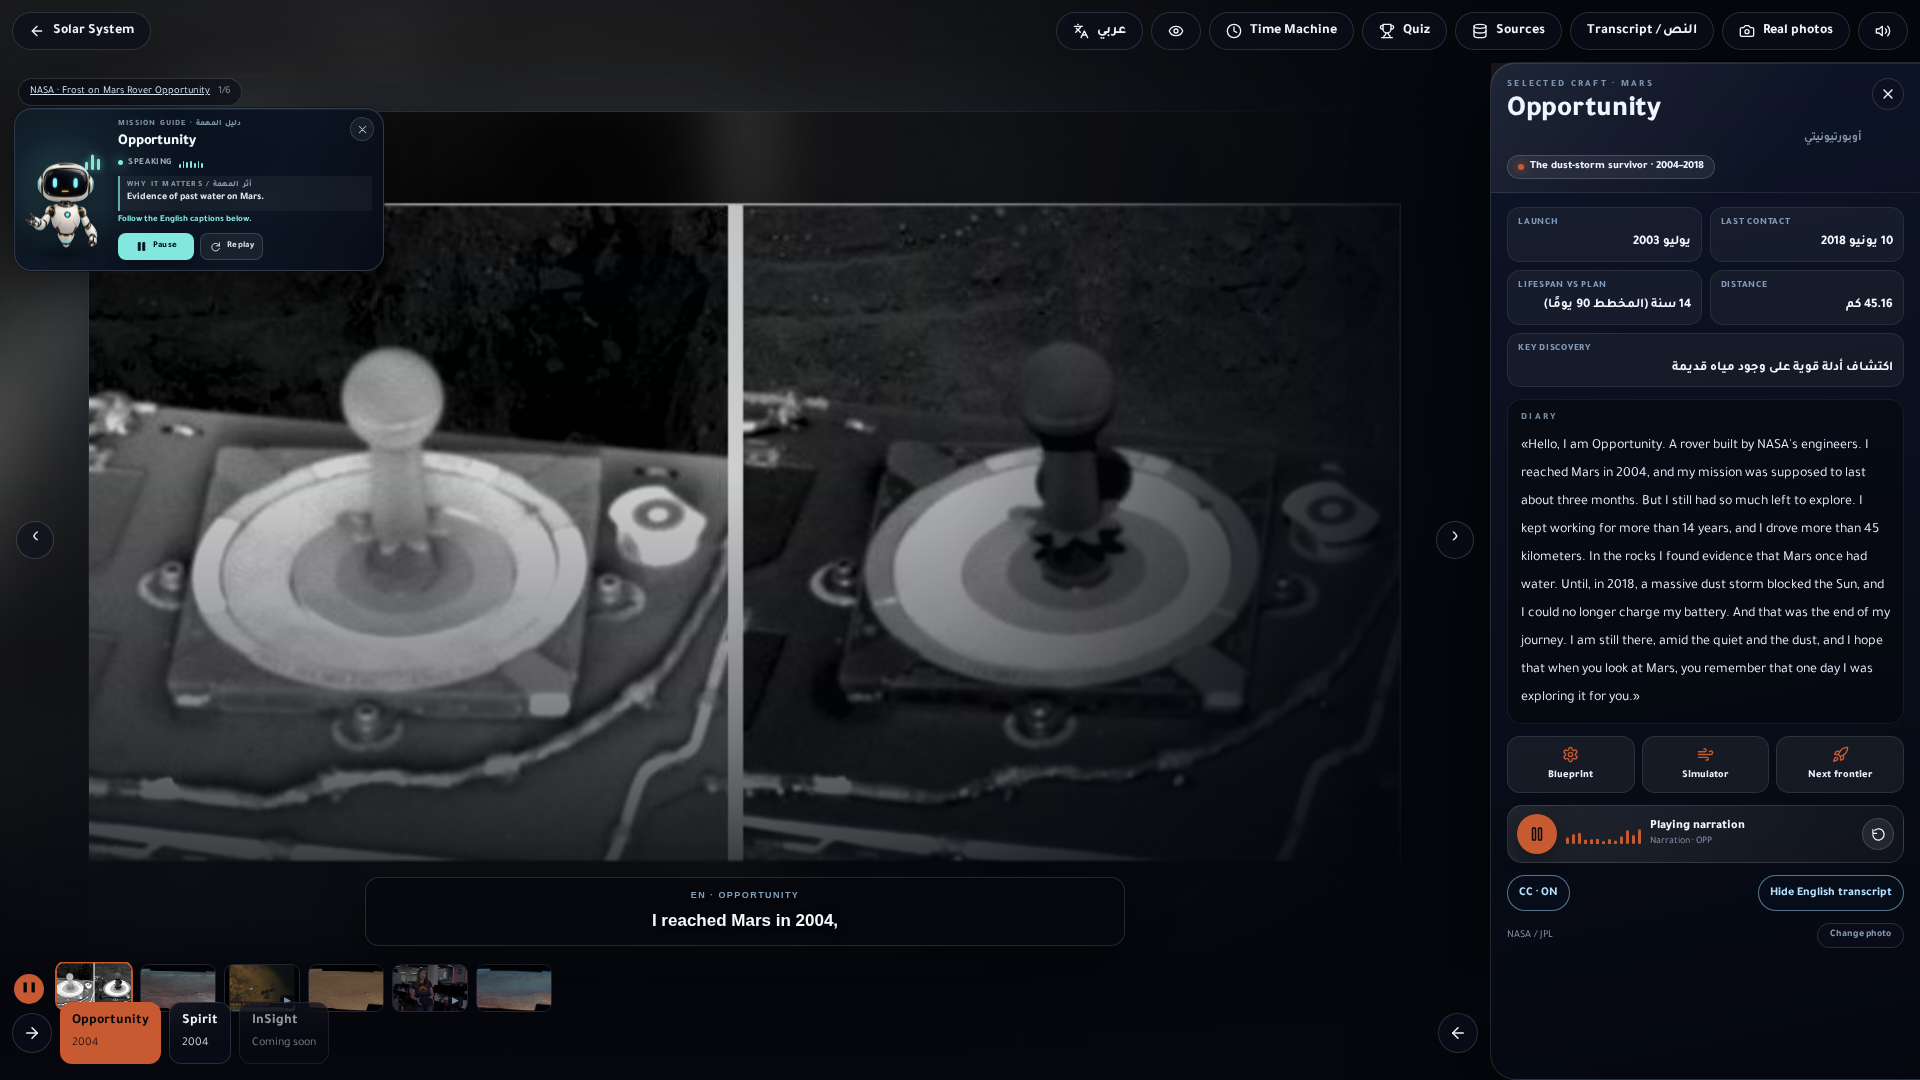 Solar System
عربي
Time Machine
Quiz
Sources
Transcript / النص
Real photos
NASA · Frost on Mars Rover Opportunity 1/6
MISSION GUIDE · دليل المهمة
Opportunity
SPEAKING
WHY IT MATTERS / أثر المهمة
Evidence of past water on Mars.
Follow the English captions below.
Pause
Replay
SELECTED CRAFT · MARS
Opportunity
أوبورتيونيتي
The dust-storm survivor · 2004–2018
LAUNCH
يوليو 2003
LAST CONTACT
10 يونيو 2018
LIFESPAN VS PLAN
14 سنة (المخطط 90 يومًا)
DISTANCE
45.16 كم
KEY DISCOVERY
اكتشاف أدلة قوية على وجود مياه قديمة
DIARY
«Hello, I am Opportunity. A rover built by NASA's engineers. I
reached Mars in 2004, and my mission was supposed to last
about three months. But I still had so much left to explore. I
kept working for more than 14 years, and I drove more than 45
kilometers. In the rocks I found evidence that Mars once had
water. Until, in 2018, a massive dust storm blocked the Sun, and
I could no longer charge my battery. And that was the end of my
journey. I am still there, amid the quiet and the dust, and I hope
that when you look at Mars, you remember that one day I was
exploring it for you.»
Blueprint
Simulator
Next frontier
Playing narration
Narration · OPP
CC · ON
Hide English transcript
NASA / JPL
Change photo
EN · OPPORTUNITY
I reached Mars in 2004,
Opportunity
2004
Spirit
2004
InSight
Coming soon